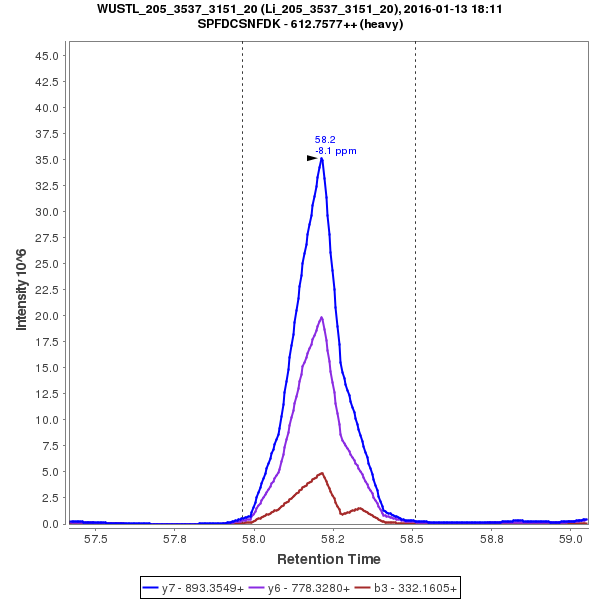 WUSTL_205_3537_3151_20 (Li_205_3537_3151_20), 2016-01-13 18:11
SPFDCSNFDK - 612.7577++ (heavy)
45.0
42.5
40.0
37.5
35.0
32.5
30.0
27.5
25.0
22.5
20.0
17.5
15.0
12.5
10.0
7.5
5.0
2.5
0.0
Intensity 10^6
58.2
-8.1 ppm
57.5 57.8 58.0 58.2 58.5 58.8 59.0
Retention Time
y7 - 893.3549+ y6 - 778.3280+ b3 - 332.1605+